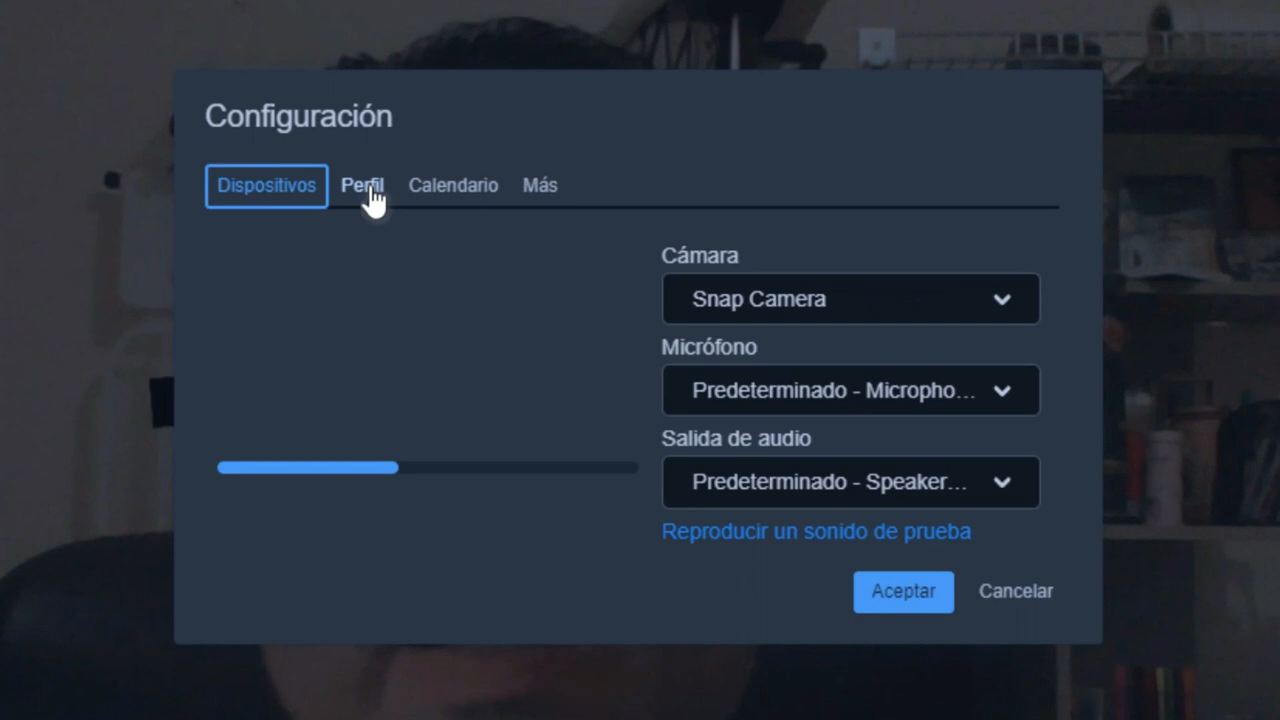 Configuración
Dispositivos Perfil Calendario Más
Cámara
Snap Camera
Micrófono
Predeterminado - Micropho...
Salida de audio
Predeterminado - Speaker...
Reproducir un sonido de prueba
Aceptar Cancelar